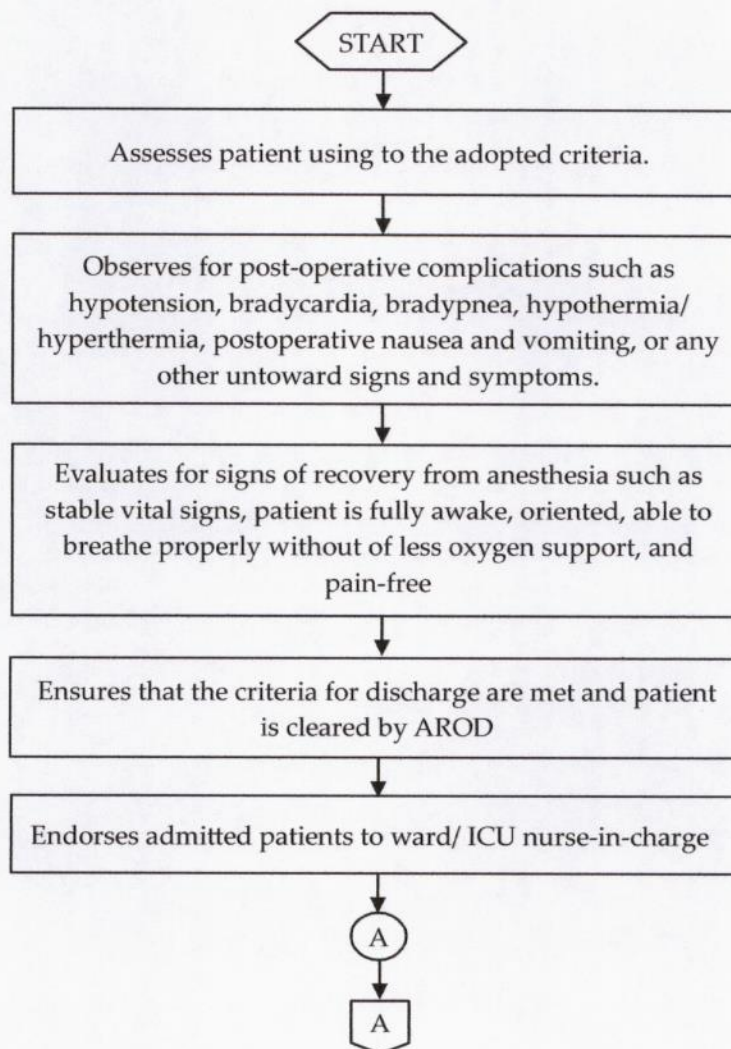 START
Assesses patient using to the adopted criteria.
Observes for post-operative complications such as
hypotension, bradycardia, bradypnea, hypothermia/
hyperthermia, postoperative nausea and vomiting, or any
other untoward signs and symptoms.
Evaluates for signs of recovery from anesthesia such as
stable vital signs, patient is fully awake, oriented, able to
breathe properly without of less oxygen support, and
pain-free
Ensures that the criteria for discharge are met and patient
is cleared by AROD
Endorses admitted patients to ward/ ICU nurse-in-charge
A
A